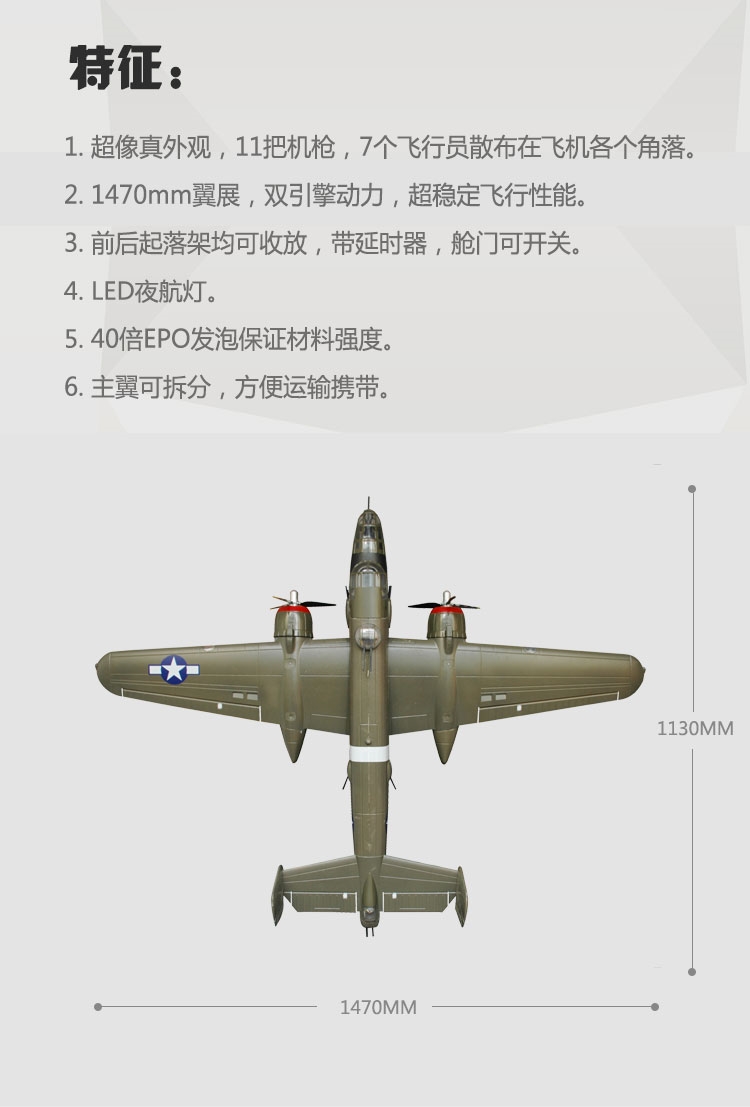 特征：
1. 超像真外观，11把机枪，7个飞行员散布在飞机各个角落。
2. 1470mm翼展，双引擎动力，超稳定飞行性能。
3. 前后起落架均可收放，带延时器，舱门可开关。
4. LED夜航灯。
5. 40倍EPO发泡保证材料强度。
6. 主翼可拆分，方便运输携带。
1130MM
1470MM